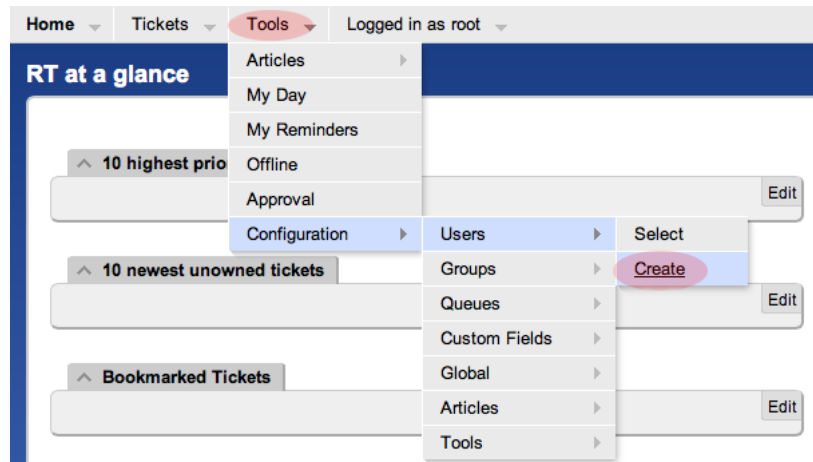 Home Tickets Tools Logged in as root
RT at a glance
Articles
My Day
My Reminders
10 highest prio Offline
Approval Edit
Configuration Users Select
10 newest unowned tickets Groups Create
Queues Edit
Custom Fields
Bookmarked Tickets Global
Articles Edit
Tools